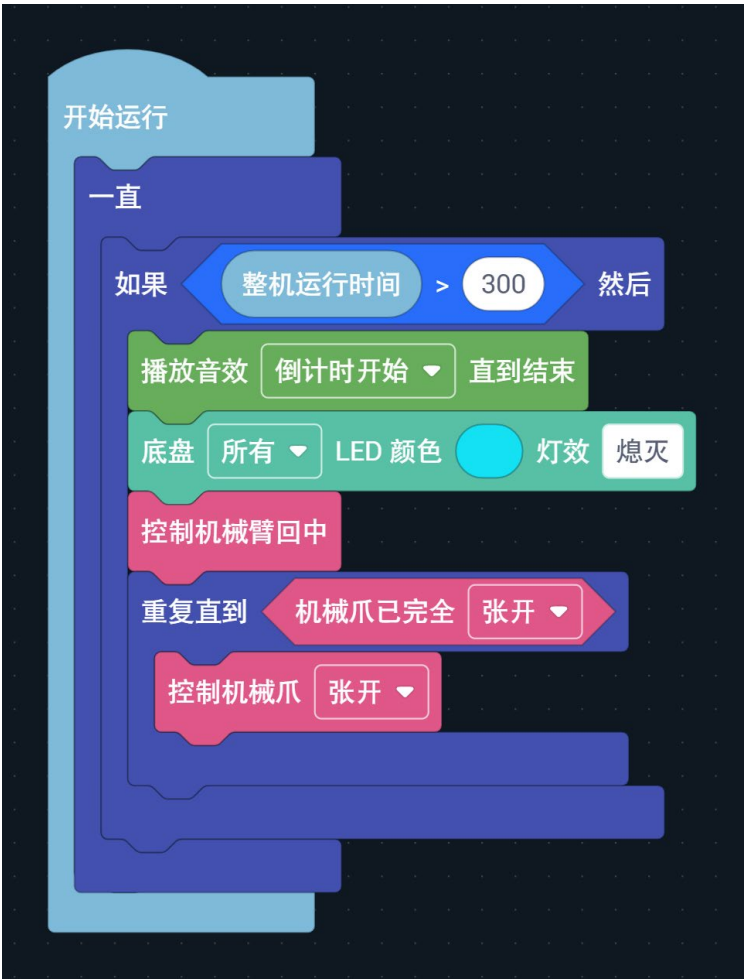 开始运行
一直
如果 整机运行时间 > 300 然后
播放音效 倒计时开始 直到结束
底盘 所有 LED 颜色 灯效 熄灭
控制机械臂回中
重复直到 机械爪已完全 张开
控制机械爪 张开